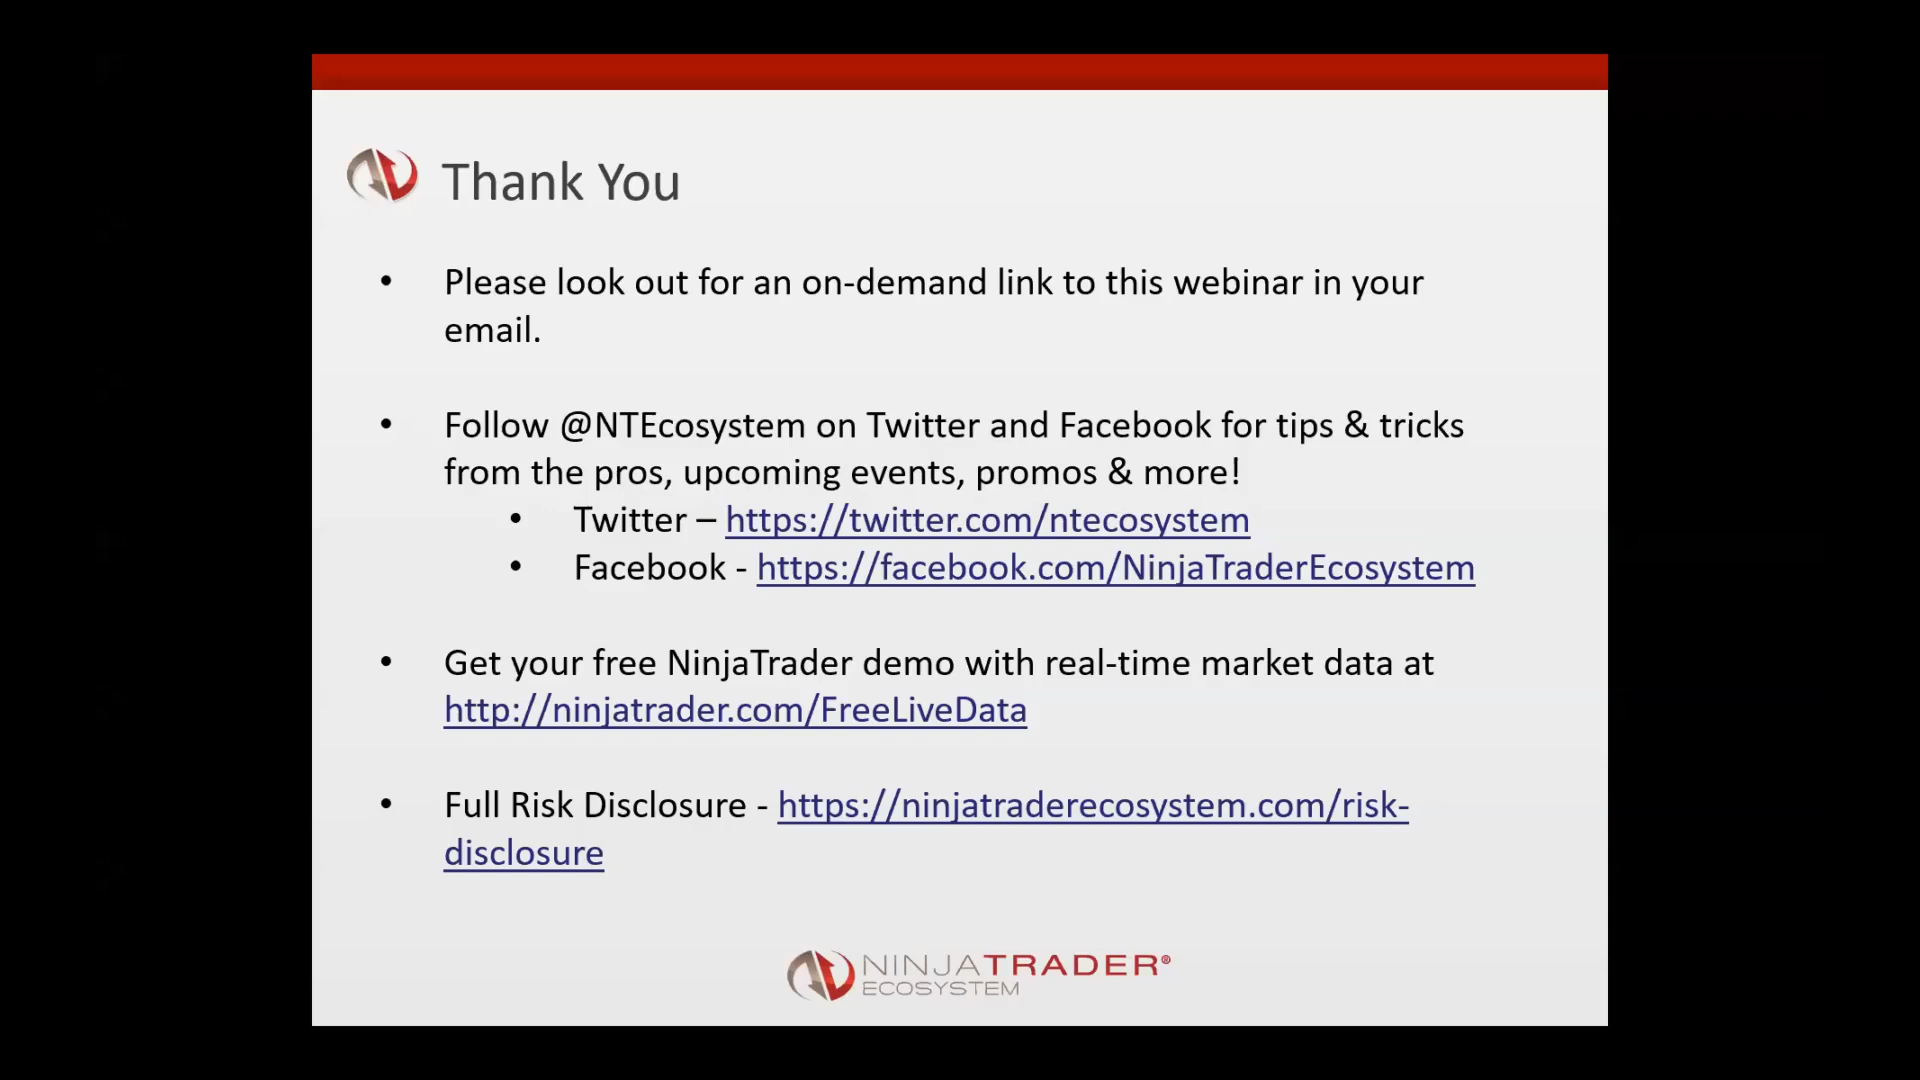 Thank You
• Please look out for an on-demand link to this webinar in your
email.
• Follow @NTEcosystem on Twitter and Facebook for tips & tricks
from the pros, upcoming events, promos & more!
• Twitter – https://twitter.com/ntecosystem
• Facebook - https://facebook.com/NinjaTraderEcosystem
• Get your free NinjaTrader demo with real-time market data at
http://ninjatrader.com/FreeLiveData
• Full Risk Disclosure - https://ninjatraderecosystem.com/risk-
disclosure
NINJATRADER®
ECOSYSTEM